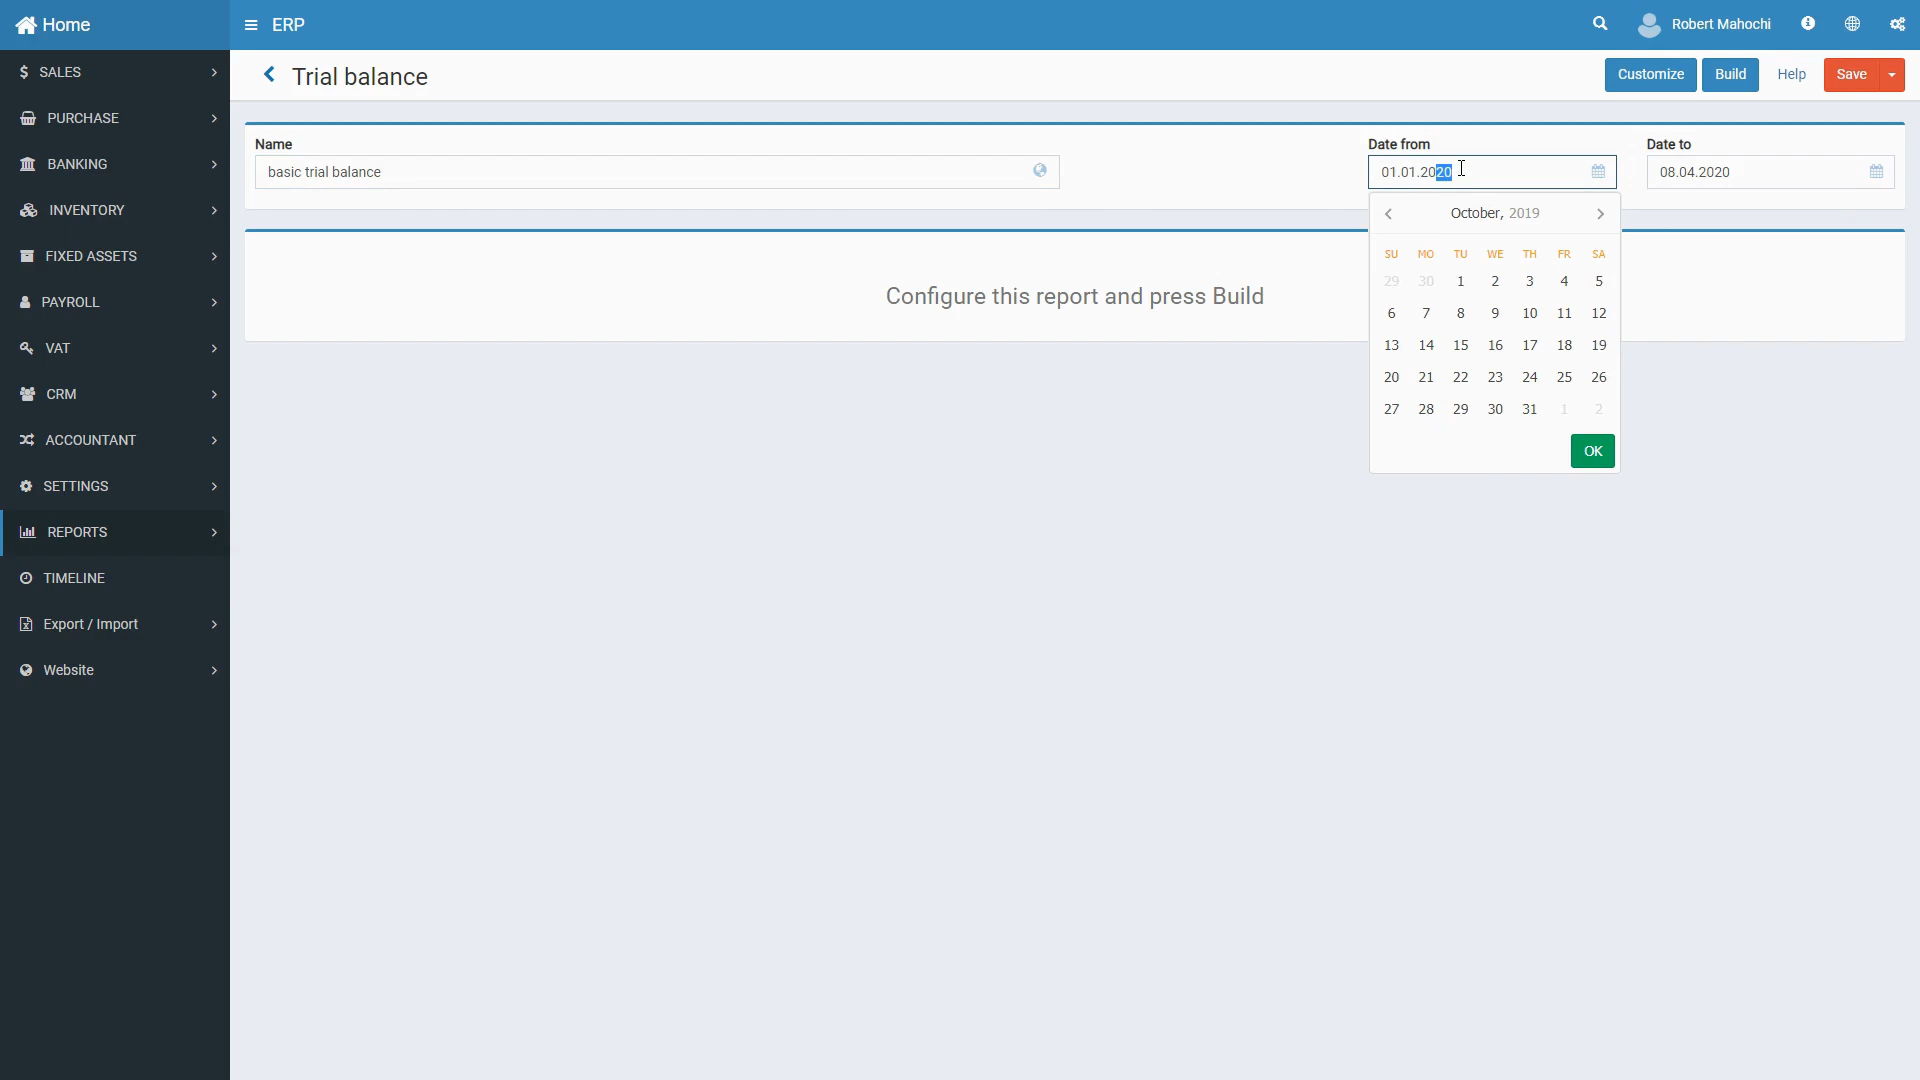 Home
ERP
Robert Mahochi
SALES
PURCHASE
BANKING
INVENTORY
FIXED ASSETS
PAYROLL
VAT
CRM
ACCOUNTANT
SETTINGS
REPORTS
TIMELINE
Export / Import
Website
Trial balance
Customize
Build
Help
Save
Name
basic trial balance
Date from
01.01.2020
Date to
08.04.2020
Configure this report and press Build
October, 2019
SU MO TU WE TH FR SA
29 30 1 2 3 4 5
6 7 8 9 10 11 12
13 14 15 16 17 18 19
20 21 22 23 24 25 26
27 28 29 30 31 1 2
OK